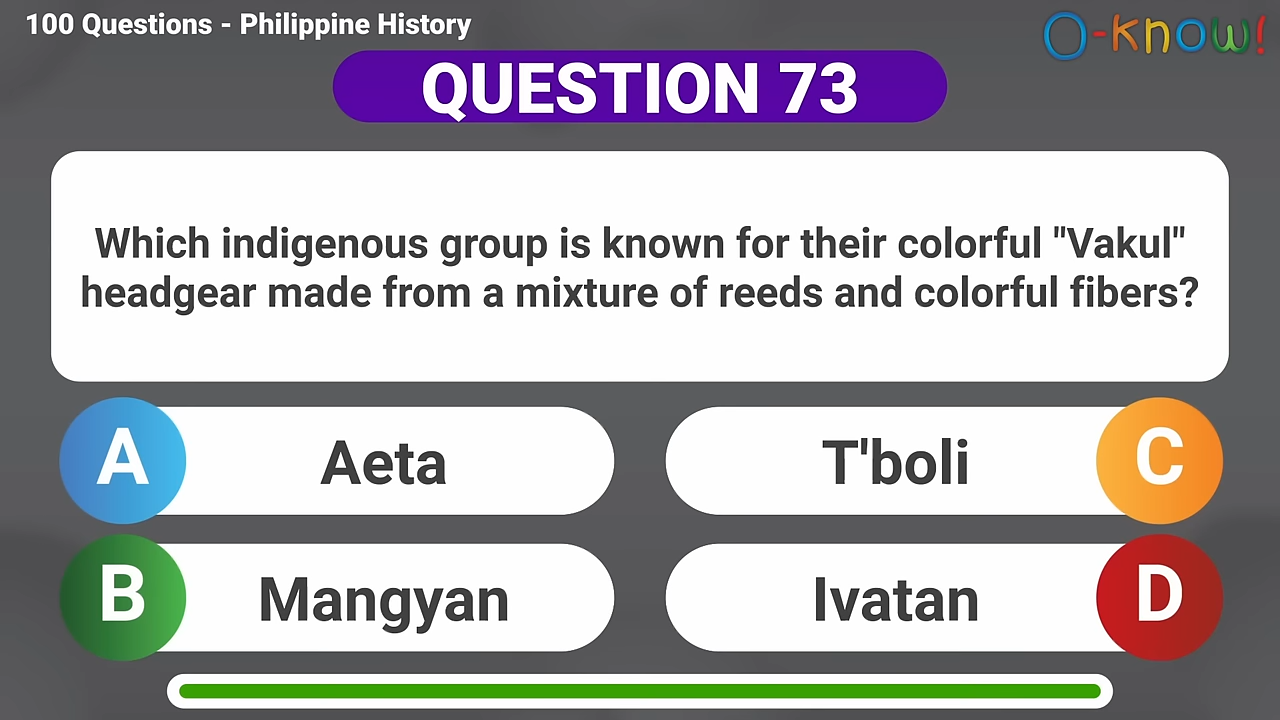 100 Questions - Philippine History
O-know!
QUESTION 73
Which indigenous group is known for their colorful "Vakul"
headgear made from a mixture of reeds and colorful fibers?
A Aeta
T'boli C
B Mangyan
Ivatan D